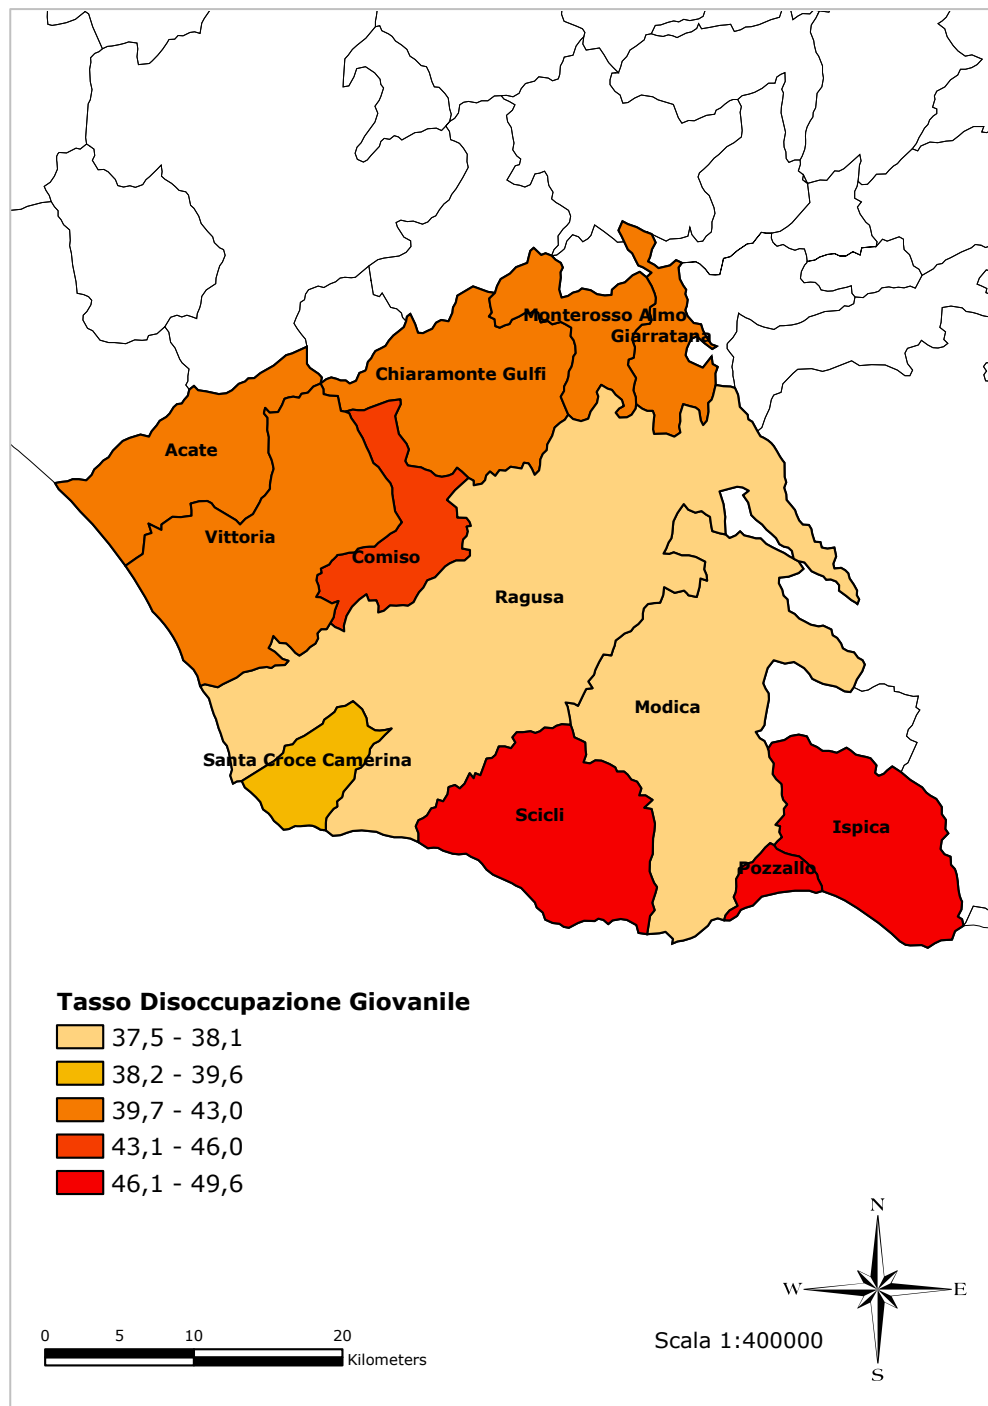 Monterosso Almo
Giarratana
Chiaramonte Gulfi
Acate
Vittoria
Comiso
Ragusa
Modica
Santa Croce Camerina
Scicli
Ispica
Pozzallo
Tasso Disoccupazione Giovanile
37,5 - 38,1
38,2 - 39,6
39,7 - 43,0
43,1 - 46,0
46,1 - 49,6
N
W E
S
0 5 10 20
Kilometers
Scala 1:400000